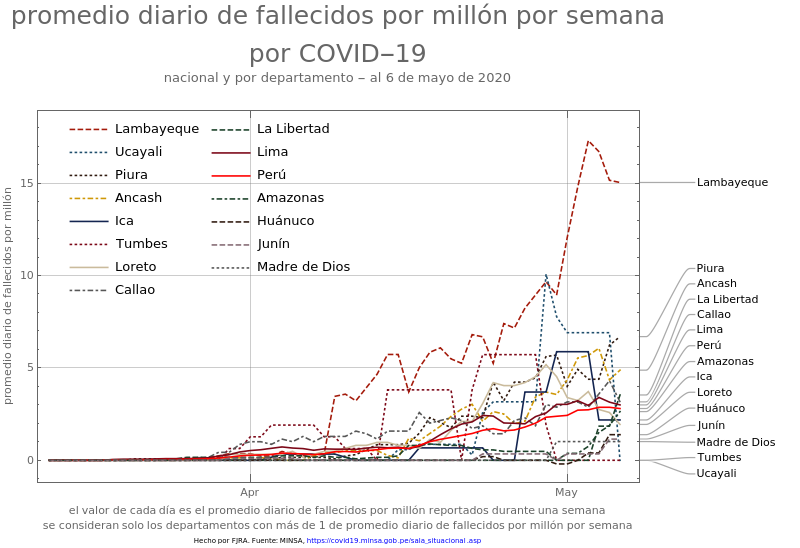 promedio diario de fallecidos por millón por semana
por COVID−19
nacional y por departamento − al 6 de mayo de 2020
promedio diario de fallecidos por millón
15
10
5
0
Lambayeque
Ucayali
Piura
Ancash
Ica
Tumbes
Loreto
Callao
La Libertad
Lima
Perú
Amazonas
Huánuco
Junín
Madre de Dios
Lambayeque
Piura
Ancash
La Libertad
Callao
Lima
Perú
Amazonas
Ica
Loreto
Huánuco
Junín
Madre de Dios
Tumbes
Ucayali
Apr
May
el valor de cada día es el promedio diario de fallecidos por millón reportados durante una semana
se consideran solo los departamentos con más de 1 de promedio diario de fallecidos por millón por semana
Hecho por FJRA. Fuente: MINSA, https://covid19.minsa.gob.pe/sala_situacional.asp